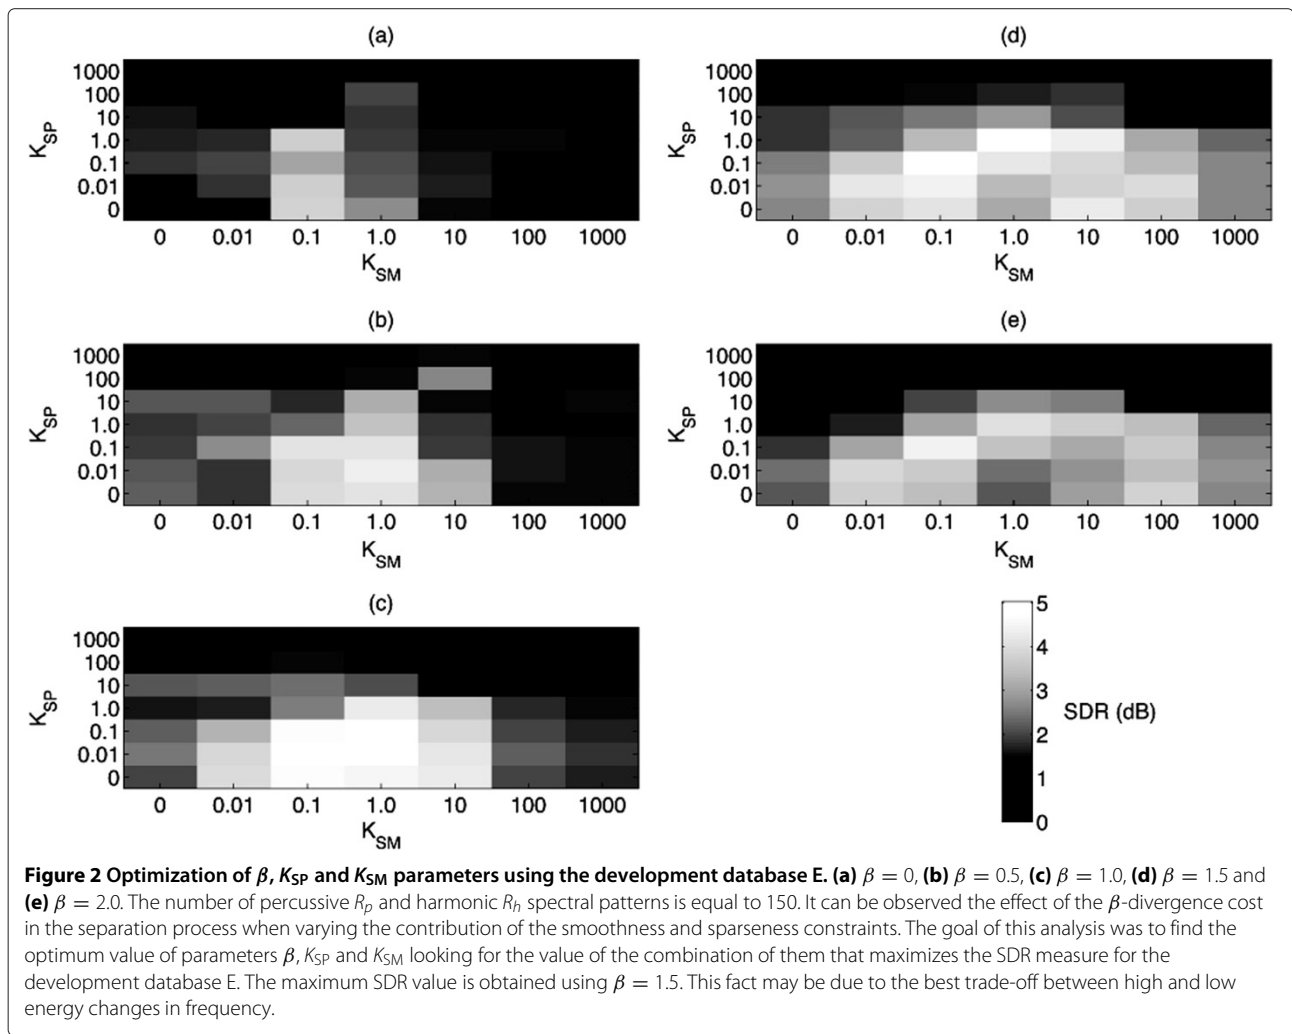 (a)
1000
100
10
1.0
0.1
0.01
0
K_SP
0 0.01 0.1 1.0 10 100 1000
K_SM
(d)
1000
100
10
1.0
0.1
0.01
0
K_SP
0 0.01 0.1 1.0 10 100 1000
K_SM
(b)
1000
100
10
1.0
0.1
0.01
0
K_SP
0 0.01 0.1 1.0 10 100 1000
K_SM
(e)
1000
100
10
1.0
0.1
0.01
0
K_SP
0 0.01 0.1 1.0 10 100 1000
K_SM
(c)
1000
100
10
1.0
0.1
0.01
0
K_SP
0 0.01 0.1 1.0 10 100 1000
K_SM
5
4
3
2
1
0
SDR (dB)
Figure 2 Optimization of β, K_SP and K_SM parameters using the development database E. (a) β = 0, (b) β = 0.5, (c) β = 1.0, (d) β = 1.5 and
(e) β = 2.0. The number of percussive R_p and harmonic R_h spectral patterns is equal to 150. It can be observed the effect of the β-divergence cost
in the separation process when varying the contribution of the smoothness and sparseness constraints. The goal of this analysis was to find the
optimum value of parameters β, K_SP and K_SM looking for the value of the combination of them that maximizes the SDR measure for the
development database E. The maximum SDR value is obtained using β = 1.5. This fact may be due to the best trade-off between high and low
energy changes in frequency.